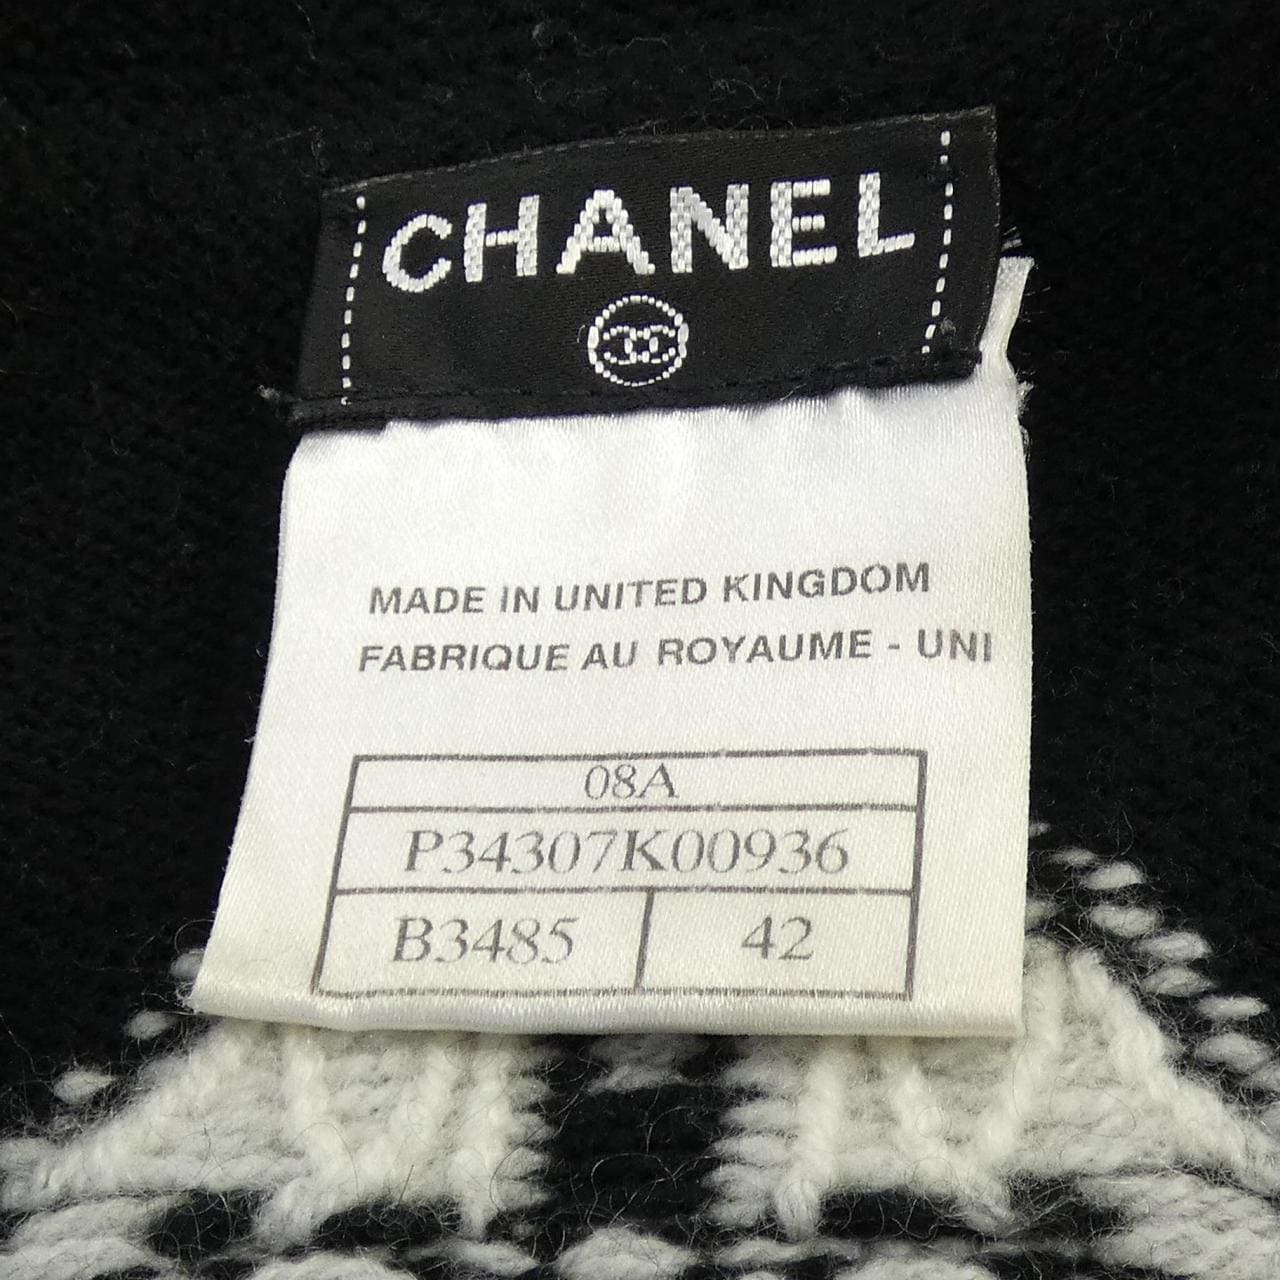 CHANEL
MADE IN UNITED KINGDOM
FABRIQUE AU ROYAUME - UNI
08A
P34307K00936
B3485 42